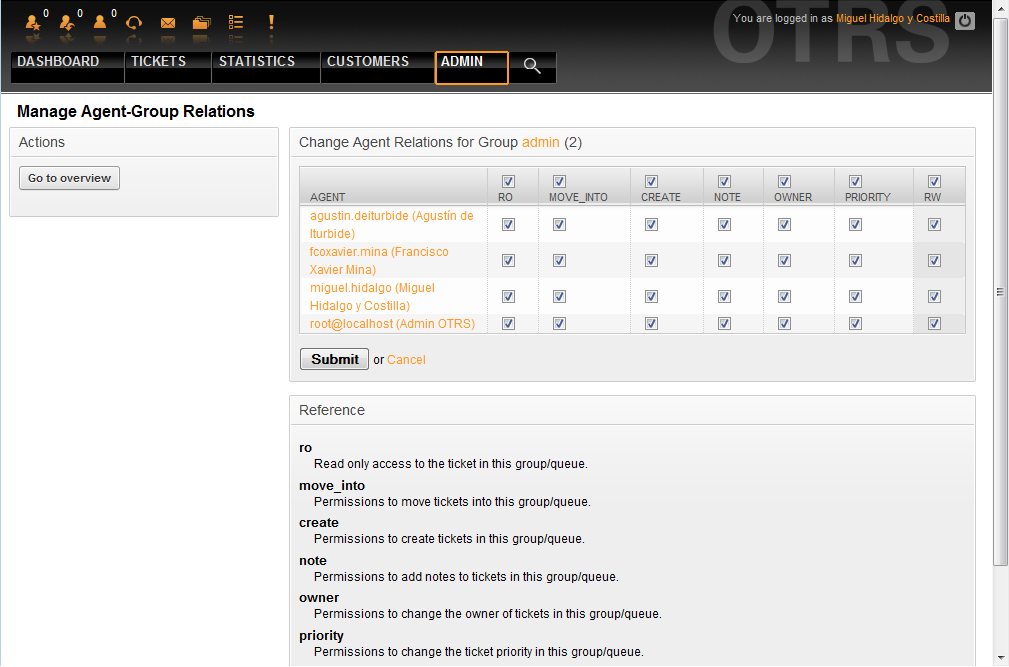 0 0 0
You are logged in as Miguel Hidalgo y Costilla
OTRS
DASHBOARD TICKETS STATISTICS CUSTOMERS ADMIN
Manage Agent-Group Relations
Actions
Go to overview
Change Agent Relations for Group admin (2)
AGENT RO MOVE_INTO CREATE NOTE OWNER PRIORITY RW
agustin.deiturbide (Agustín de
Iturbide)
fcoxavier.mina (Francisco
Xavier Mina)
miguel.hidalgo (Miguel
Hidalgo y Costilla)
root@localhost (Admin OTRS)
Submit or Cancel
Reference
ro
Read only access to the ticket in this group/queue.
move_into
Permissions to move tickets into this group/queue.
create
Permissions to create tickets in this group/queue.
note
Permissions to add notes to tickets in this group/queue.
owner
Permissions to change the owner of tickets in this group/queue.
priority
Permissions to change the ticket priority in this group/queue.